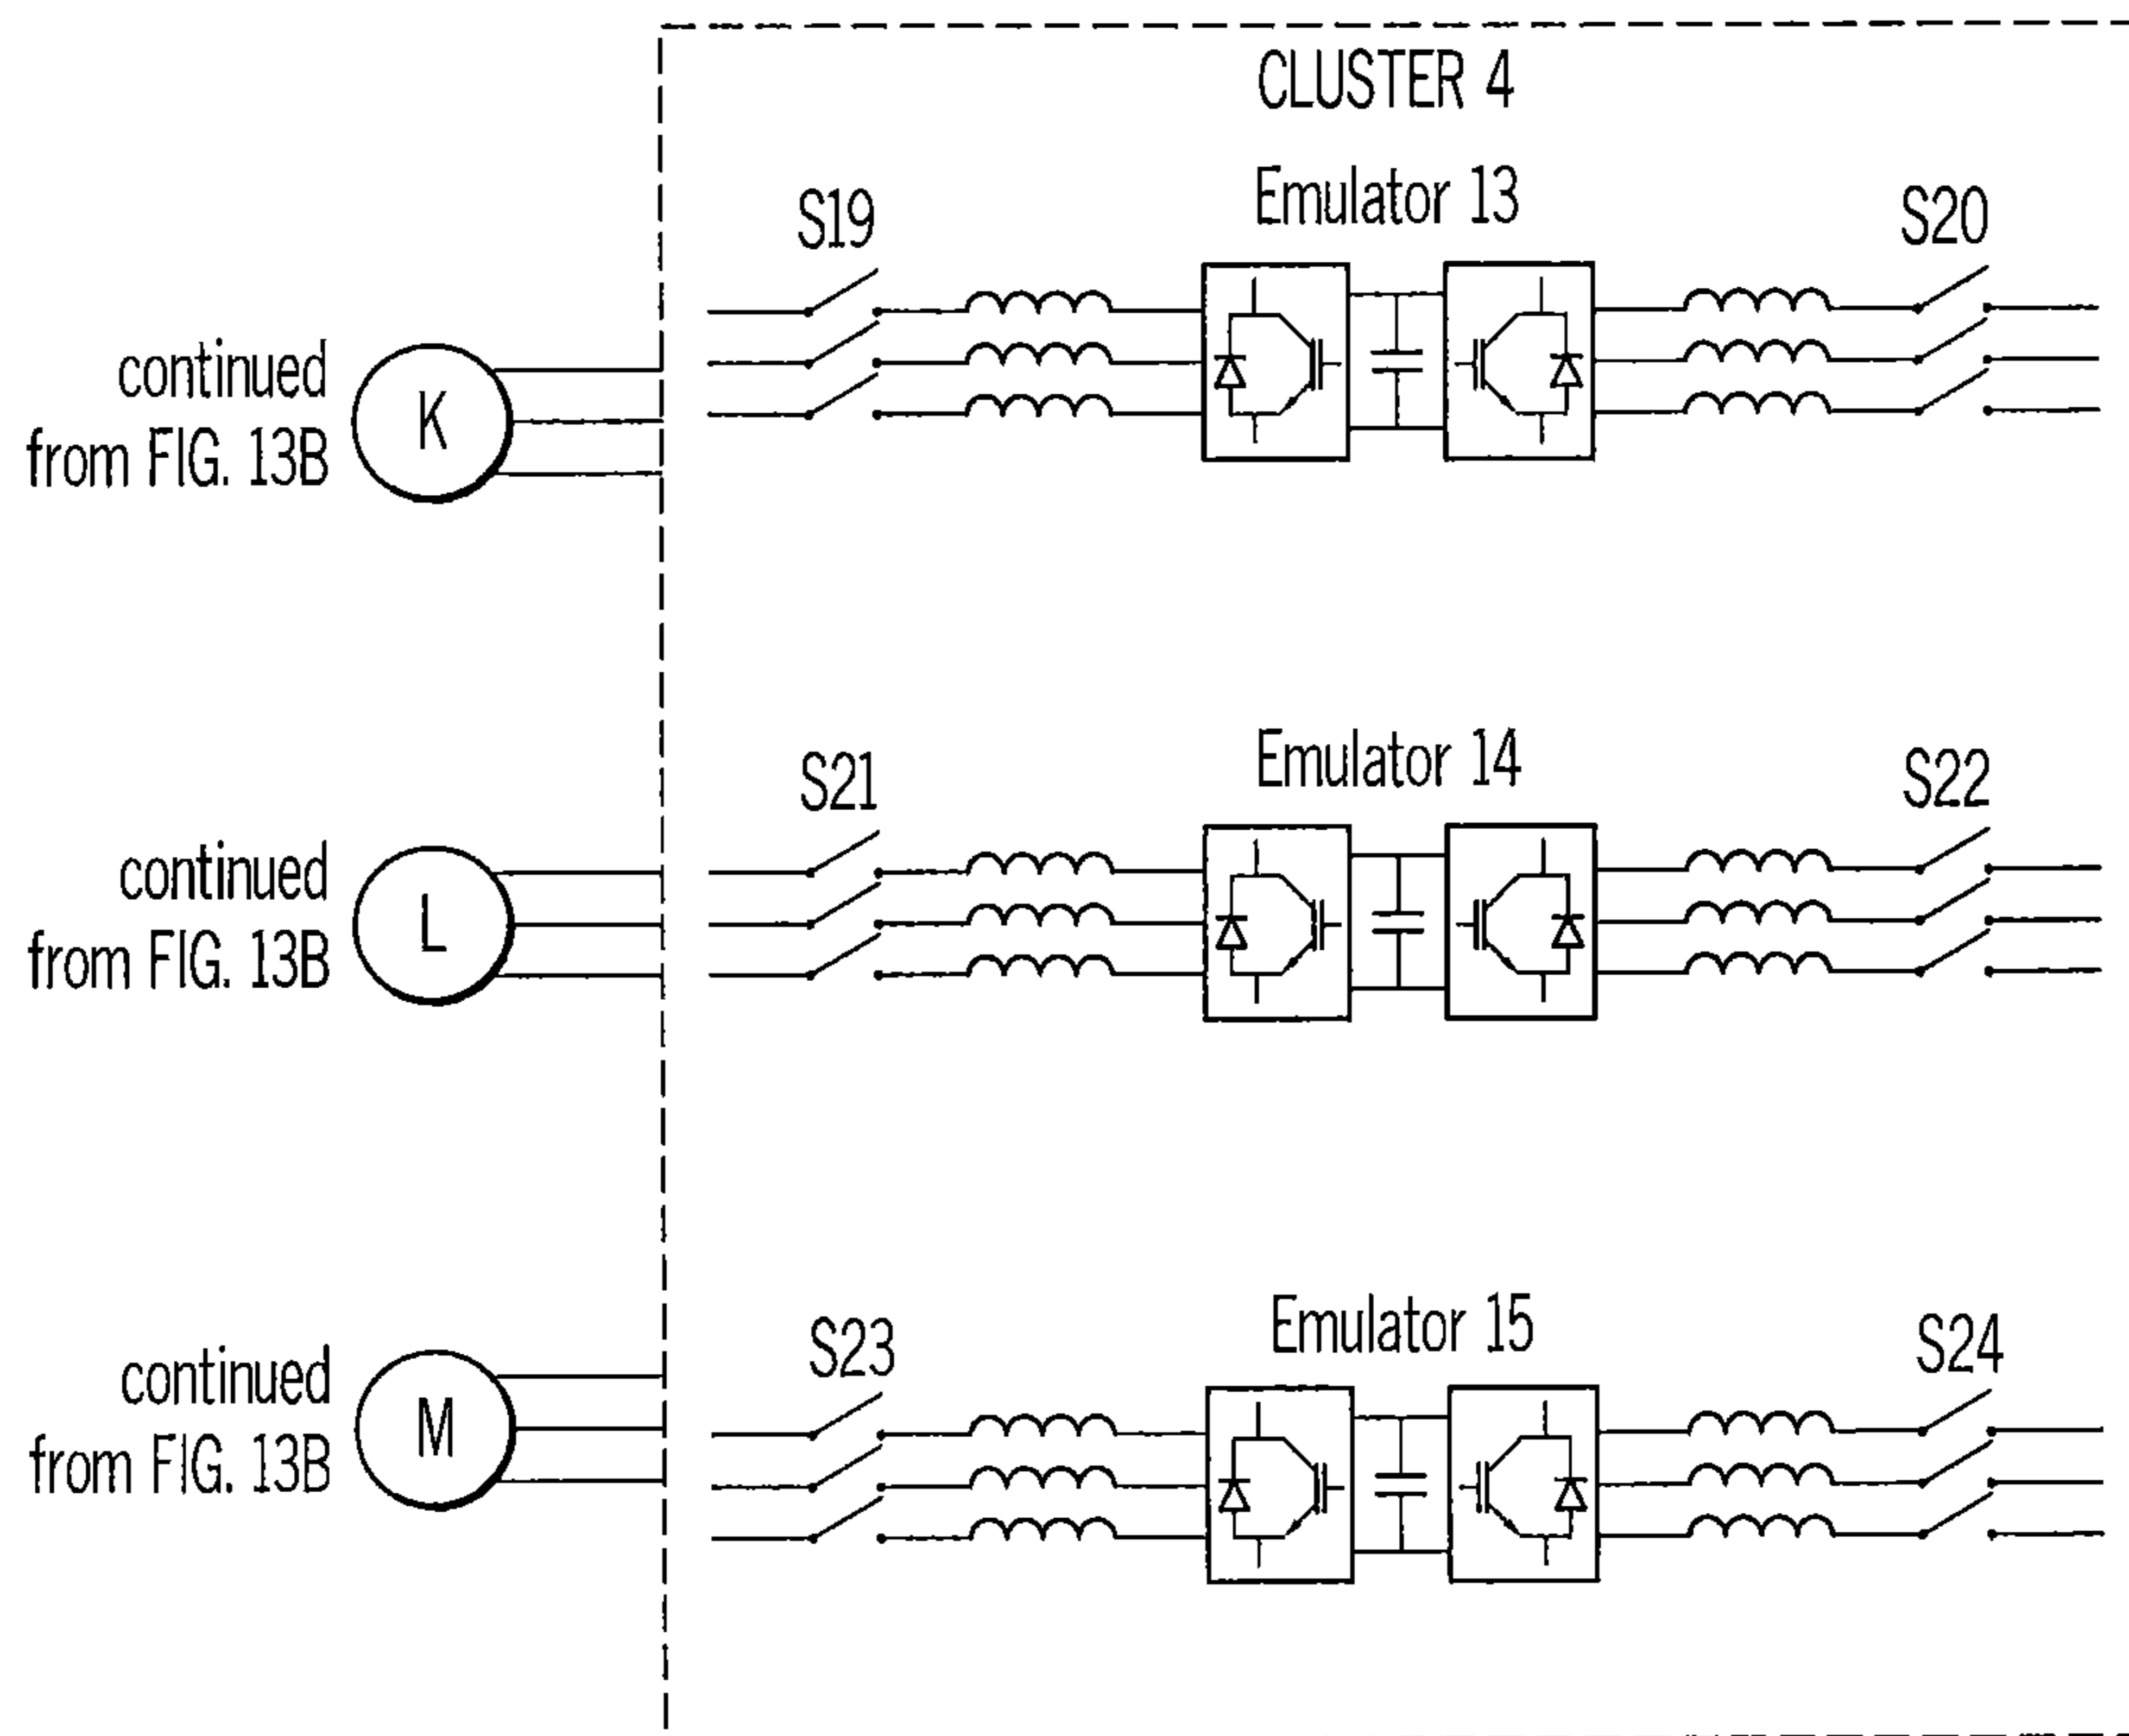 CLUSTER 4
Emulator 13
S19
S20
continued
from FIG. 13B
K
Emulator 14
S21
S22
continued
from FIG. 13B
L
Emulator 15
S23
S24
continued
from FIG. 13B
M